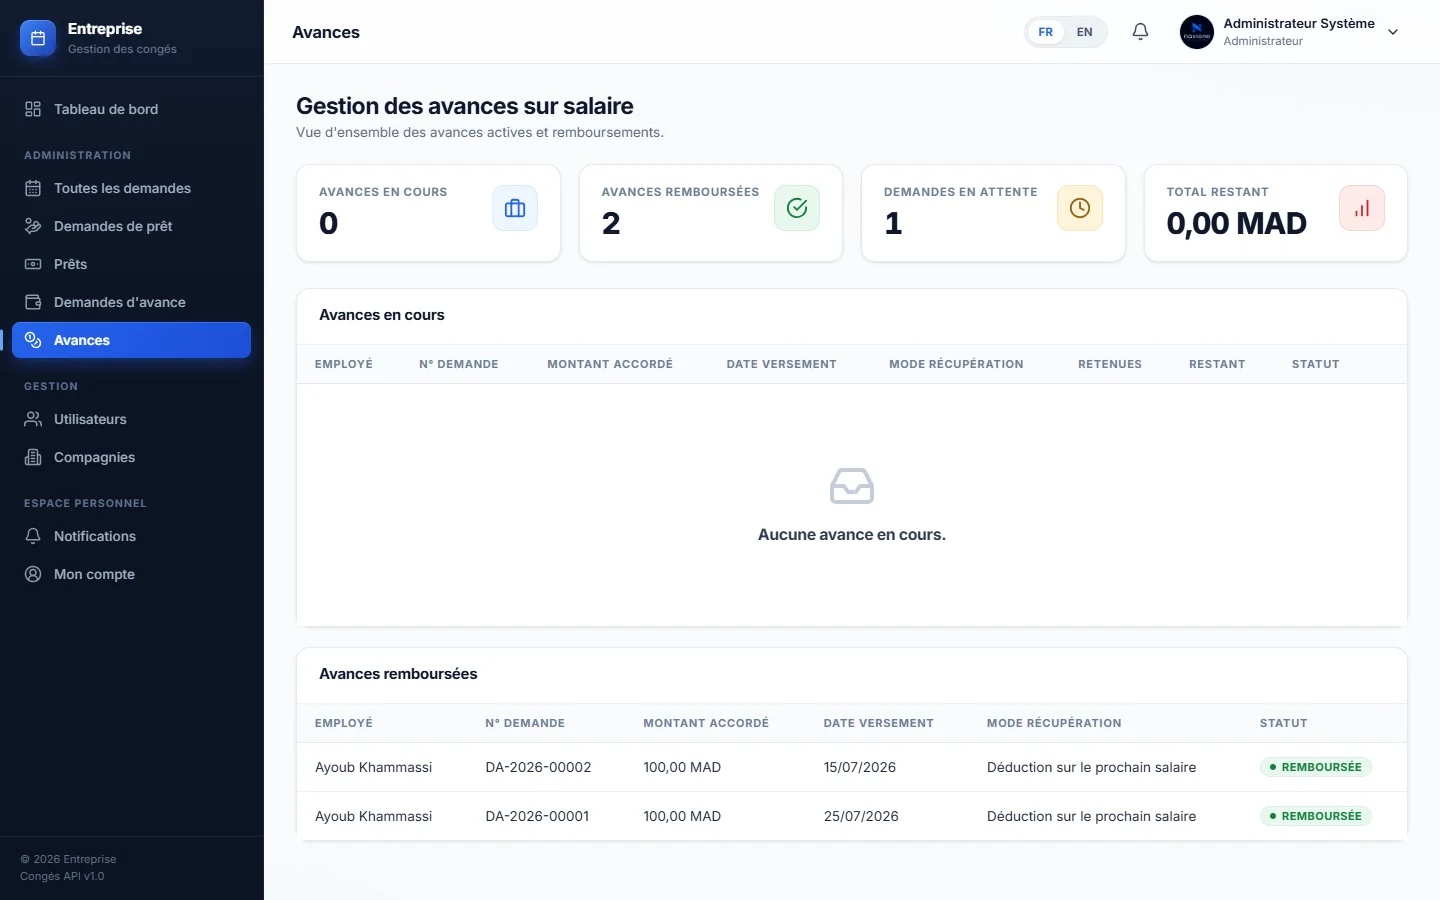 Entreprise
Gestion des congés
Avances
FR EN
Administrateur Système
Administrateur
Tableau de bord
ADMINISTRATION
Toutes les demandes
Demandes de prêt
Prêts
Demandes d'avance
Avances
GESTION
Utilisateurs
Compagnies
ESPACE PERSONNEL
Notifications
Mon compte
© 2026 Entreprise
Congés API v1.0
Gestion des avances sur salaire
Vue d'ensemble des avances actives et remboursements.
AVANCES EN COURS
0
AVANCES REMBOURSÉES
2
DEMANDES EN ATTENTE
1
TOTAL RESTANT
0,00 MAD
Avances en cours
EMPLOYÉ N° DEMANDE MONTANT ACCORDÉ DATE VERSEMENT MODE RÉCUPÉRATION RETENUES RESTANT STATUT
Aucune avance en cours.
Avances remboursées
EMPLOYÉ N° DEMANDE MONTANT ACCORDÉ DATE VERSEMENT MODE RÉCUPÉRATION STATUT
Ayoub Khammassi DA-2026-00002 100,00 MAD 15/07/2026 Déduction sur le prochain salaire REMBOURSÉE
Ayoub Khammassi DA-2026-00001 100,00 MAD 25/07/2026 Déduction sur le prochain salaire REMBOURSÉE